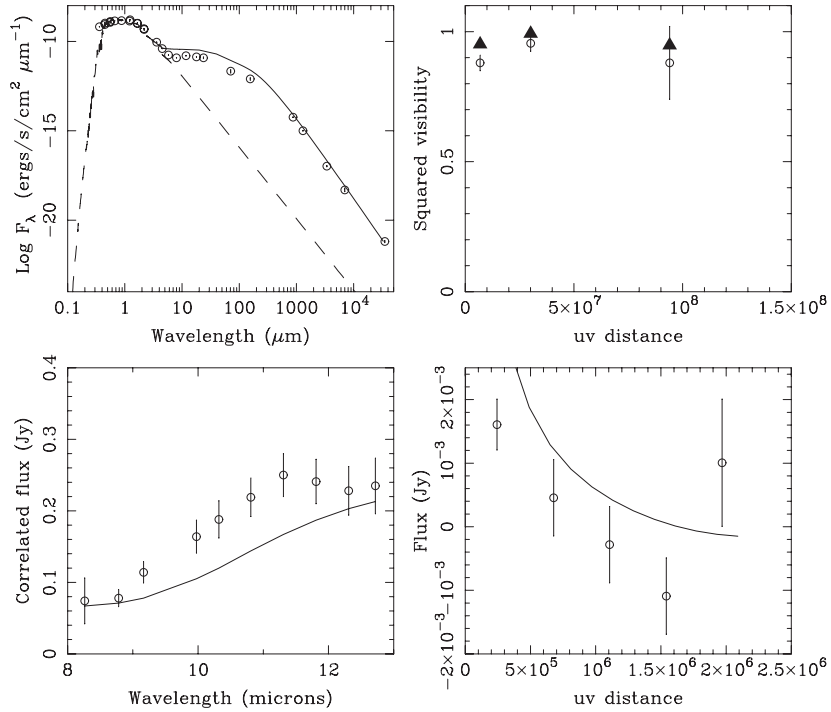 Log F_λ (ergs/s/cm² μm⁻¹)
−10
−15
−20
0.1 1 10 100 1000 10⁴
Wavelength (μm)
Squared visibility
1
0.5
0
0 5×10⁷ 10⁸ 1.5×10⁸
uv distance
Correlated flux (Jy)
0.4
0.3
0.2
0.1
0
8 10 12
Wavelength (microns)
Flux (Jy)
2×10⁻³
10⁻³
0
−10⁻³
−2×10⁻³
0 5×10⁵ 10⁶ 1.5×10⁶ 2×10⁶ 2.5×10⁶
uv distance